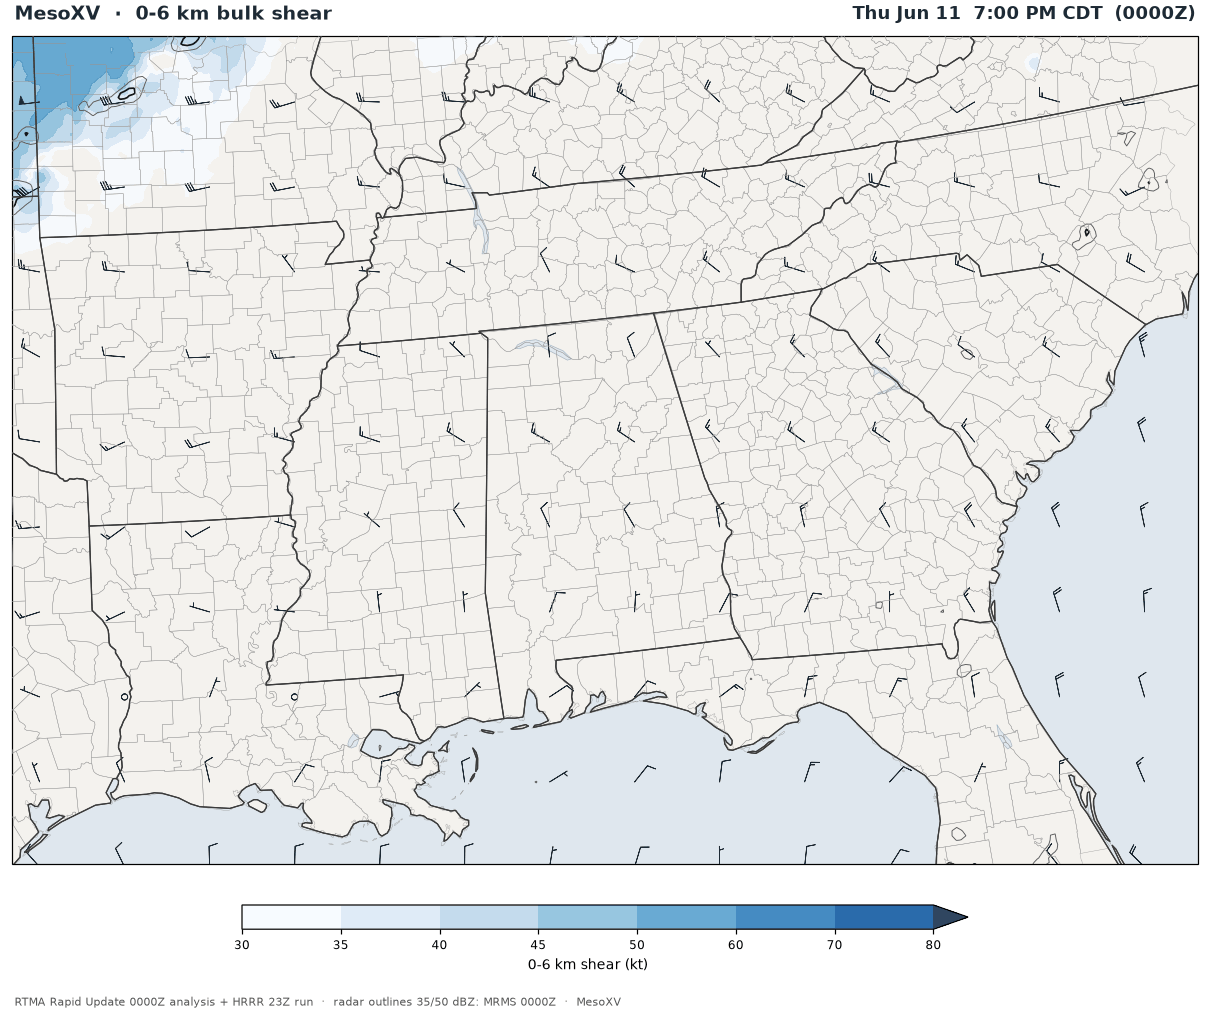 MesoXV · 0-6 km bulk shear
Thu Jun 11 7:00 PM CDT (0000Z)
30 35 40 45 50 60 70 80
0-6 km shear (kt)
RTMA Rapid Update 0000Z analysis + HRRR 23Z run · radar outlines 35/50 dBZ: MRMS 0000Z · MesoXV